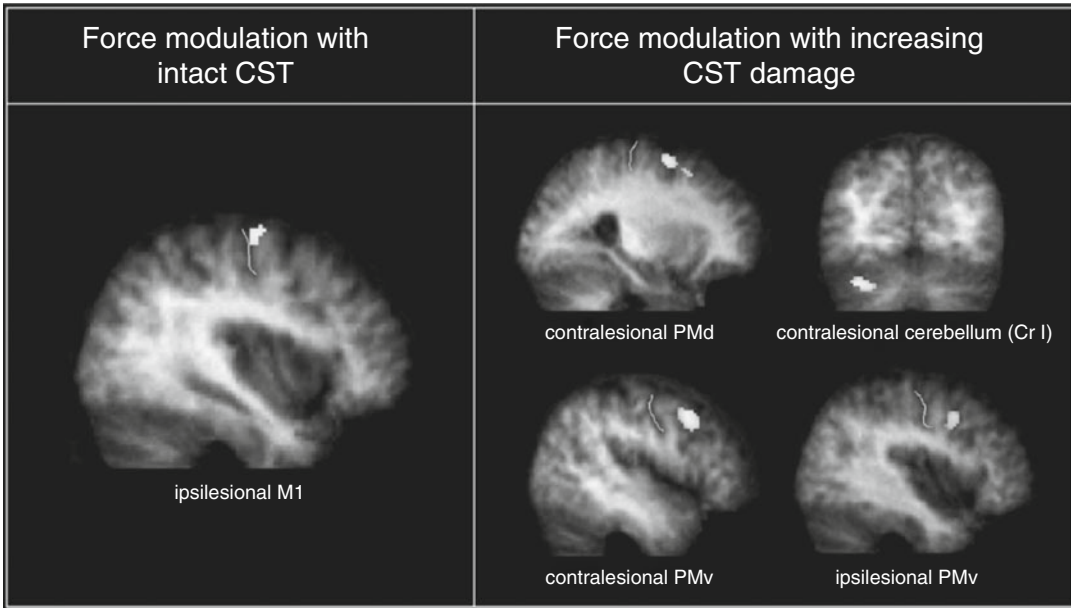 Force modulation with
intact CST
Force modulation with increasing
CST damage
ipsilesional M1
contralesional PMd
contralesional cerebellum (Cr I)
contralesional PMv
ipsilesional PMv